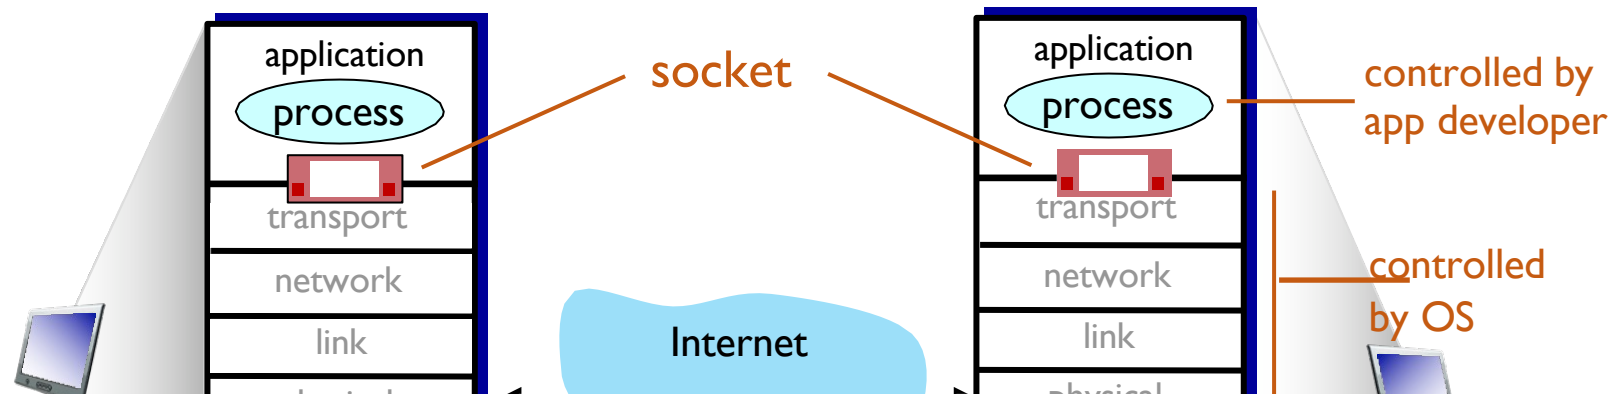 application
process
transport
network
link
socket
Internet
application
process
transport
network
link
physical
controlled by
app developer
controlled
by OS